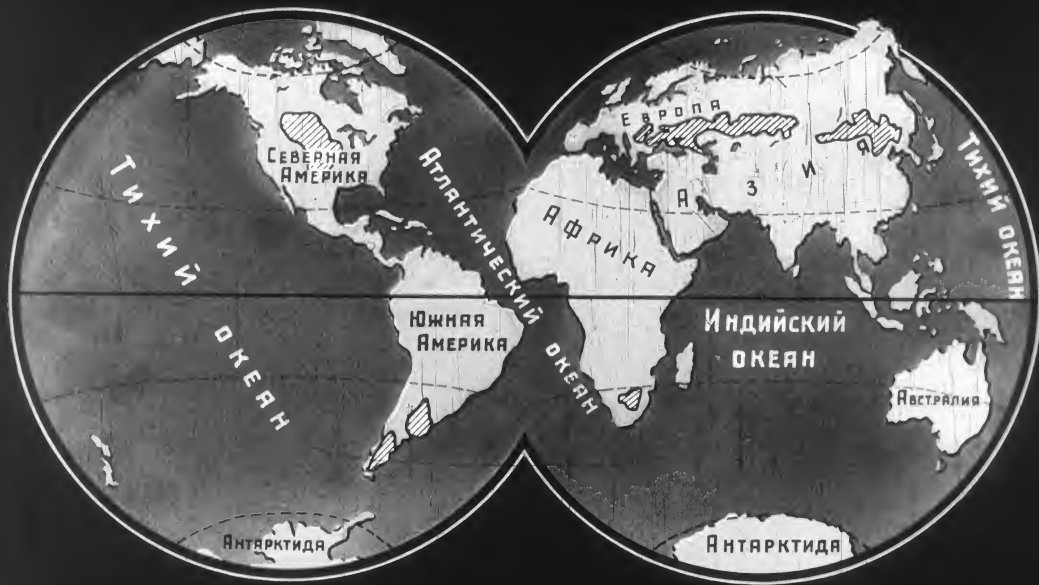 Тихий
океан
Северная
Америка
Атлантический
океан
Южная
Америка
Антарктида
Европа
Азия
Африка
Индийский
океан
Тихий океан
Австралия
Антарктида